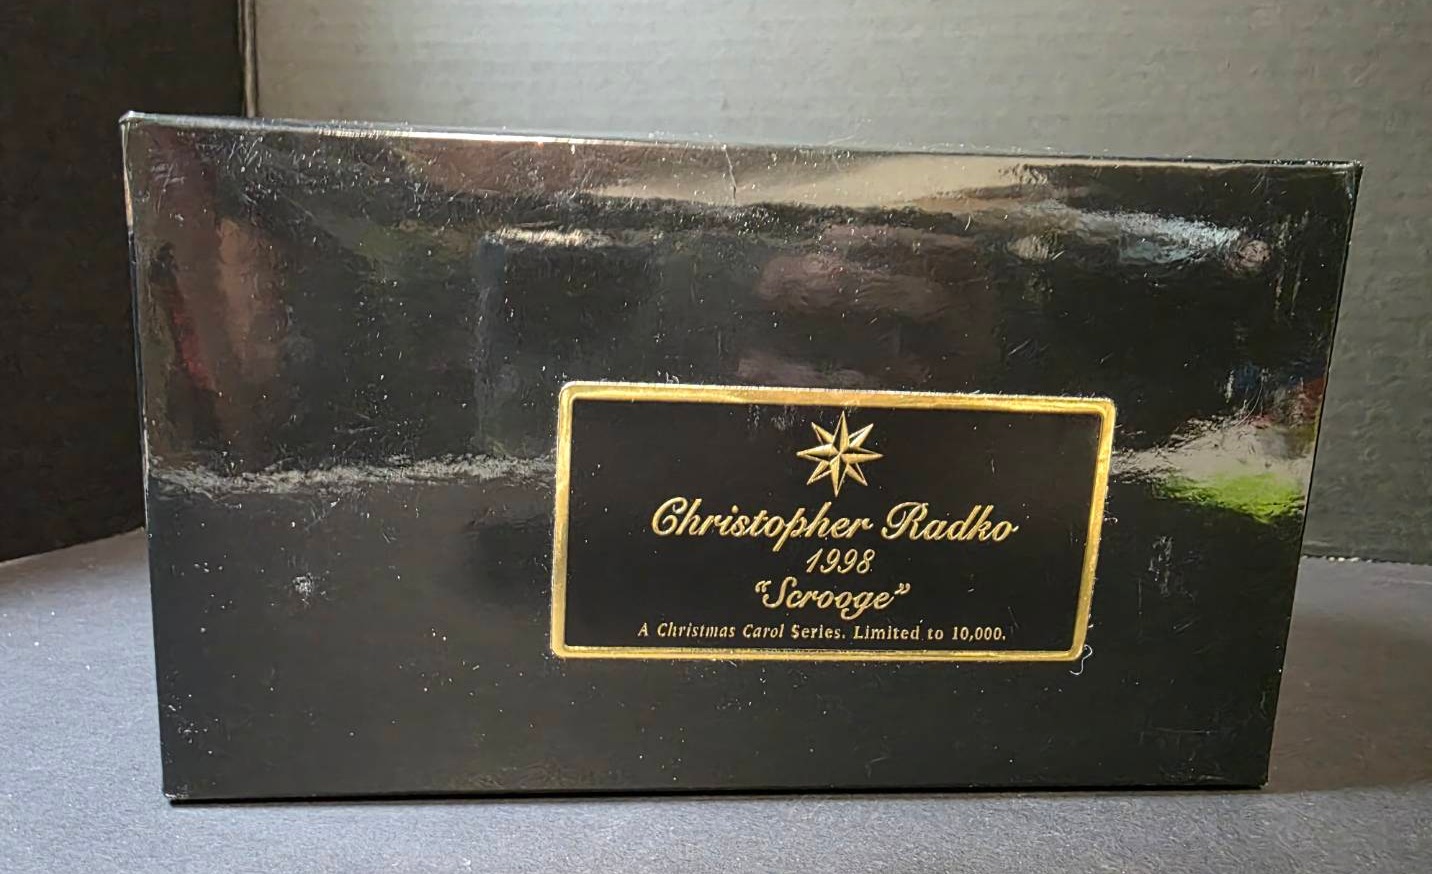 Christopher Radko
1998
“Scrooge”
A Christmas Carol Series. Limited to 10,000.